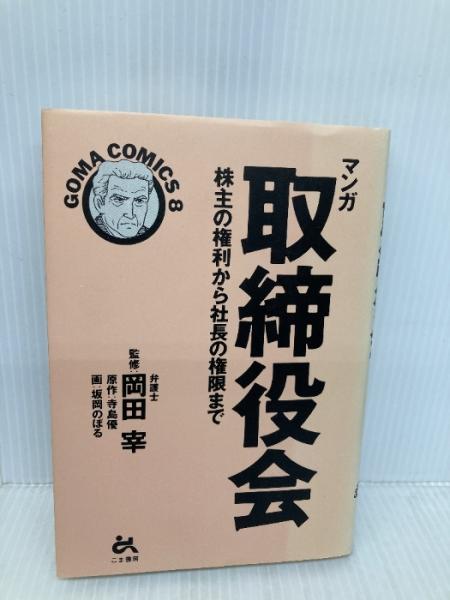 GOMA COMICS 8
マンガ
取締役会
株主の権利から社長の権限まで
弁護士
監修:岡田 宰
原作:寺島優
画:坂岡のぼる
ごま書房